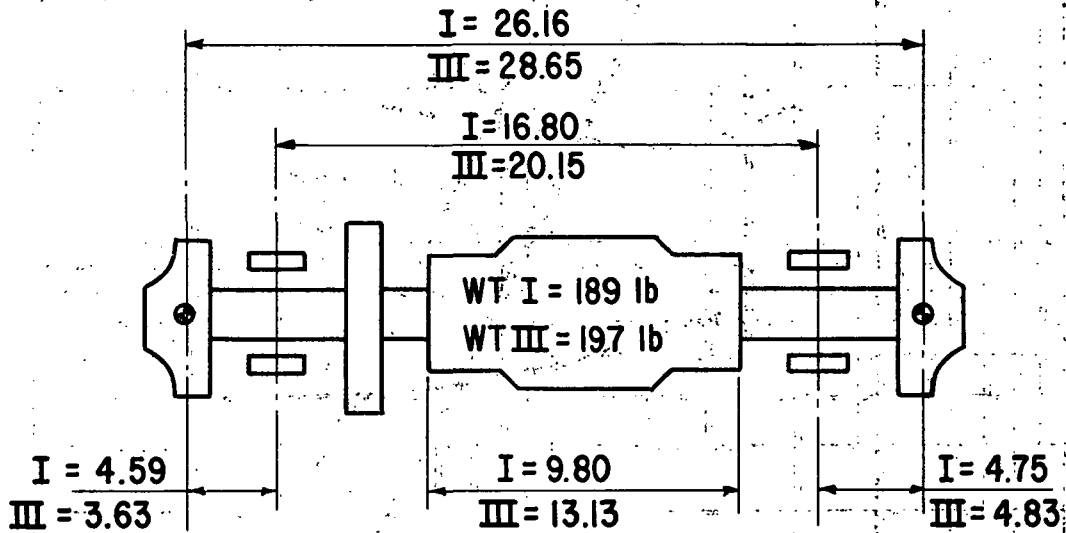 I = 26.16
III = 28.65
I = 16.80
III = 20.15
WT I = 189 lb
WT III = 197 lb
I = 4.59
III = 3.63
I = 9.80
III = 13.13
I = 4.75
III = 4.83